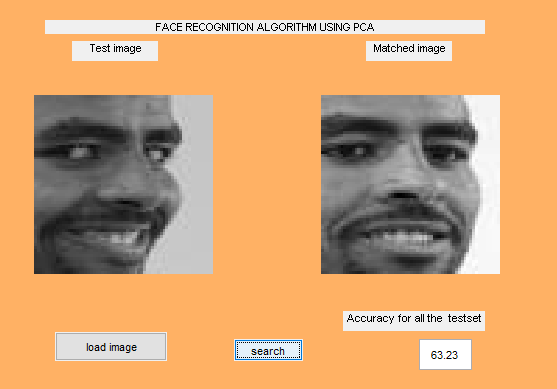 FACE RECOGNITION ALGORITHM USING PCA
Test image
Matched image
Accuracy for all the testset
load image
search
63.23